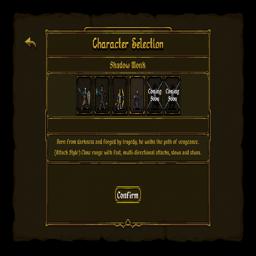 Character Selection
Shadow Monk
Coming Soon
Coming Soon
Born from darkness and forged by tragedy, he walks the path of vengeance.
(Attack Style) Close range with fast, multi-directional attacks, slows and stuns.
Confirm